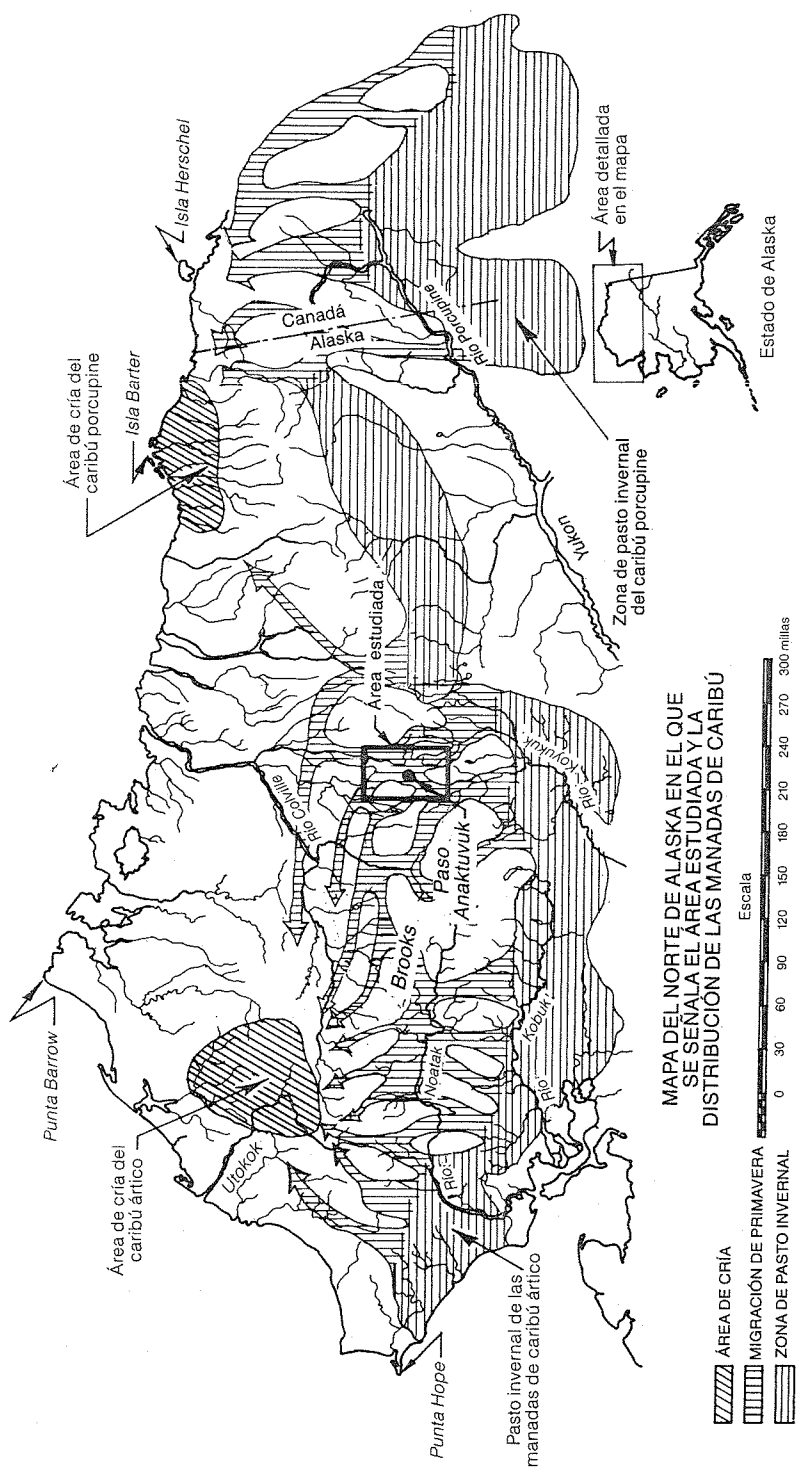 Punta Barrow
Isla Herschel
Isla Barter
Área de cría del
caribú porcupine
Área de cría del
caribú ártico
Utokok
Río Colville
Canadá
Alaska
Área estudiada
Brooks
Paso
Anaktuvuk
Noatak
Río
Río
Kobuk
Río Koyukuk
Río Porcupine
Yukon
Punta Hope
Pasto invernal de las
manadas de caribú ártico
Zona de pasto invernal
del caribú porcupine
Área detallada
en el mapa
Estado de Alaska
MAPA DEL NORTE DE ALASKA EN EL QUE
SE SEÑALA EL ÁREA ESTUDIADA Y LA
DISTRIBUCIÓN DE LAS MANADAS DE CARIBÚ
Escala
0 30 60 90 120 150 180 210 240 270 300 millas
ÁREA DE CRÍA
MIGRACIÓN DE PRIMAVERA
ZONA DE PASTO INVERNAL